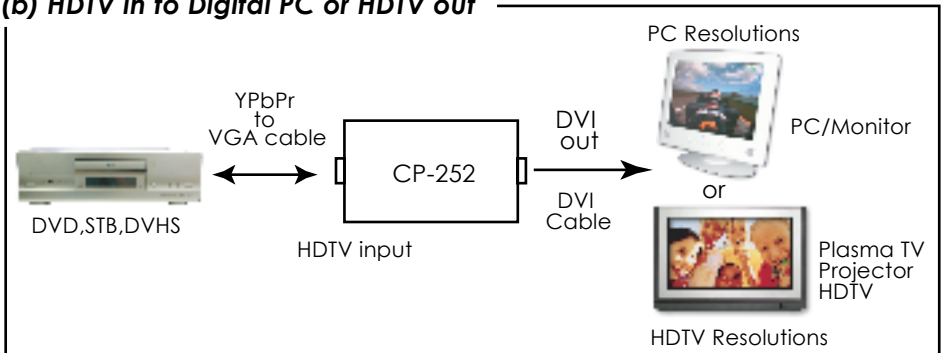 (b) HDTV in to Digital PC or HDTV out
PC Resolutions
YPbPr
to
VGA cable
CP-252
DVI
out
PC/Monitor
DVD,STB,DVHS
HDTV input
DVI
Cable
or
Plasma TV
Projector
HDTV
HDTV Resolutions